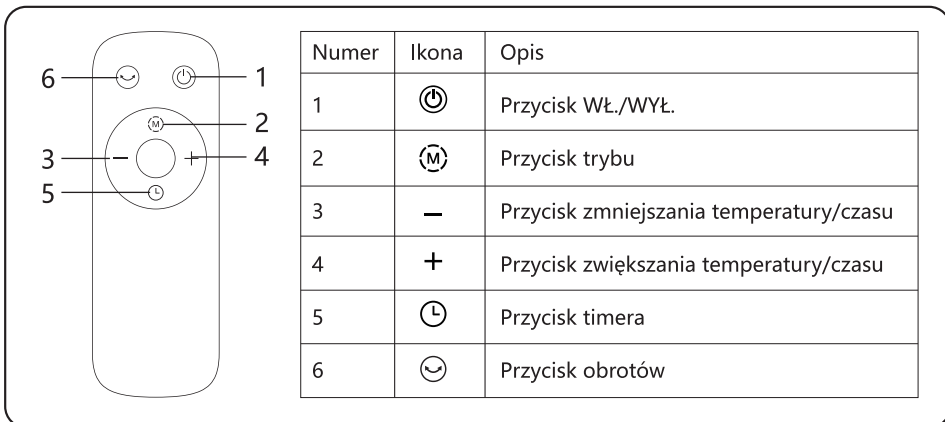 6
1
2
3
4
5
M
Numer Ikona Opis
1 Przycisk WŁ./WYŁ.
2 M Przycisk trybu
3 − Przycisk zmniejszania temperatury/czasu
4 + Przycisk zwiększania temperatury/czasu
5 Przycisk timera
6 Przycisk obrotów